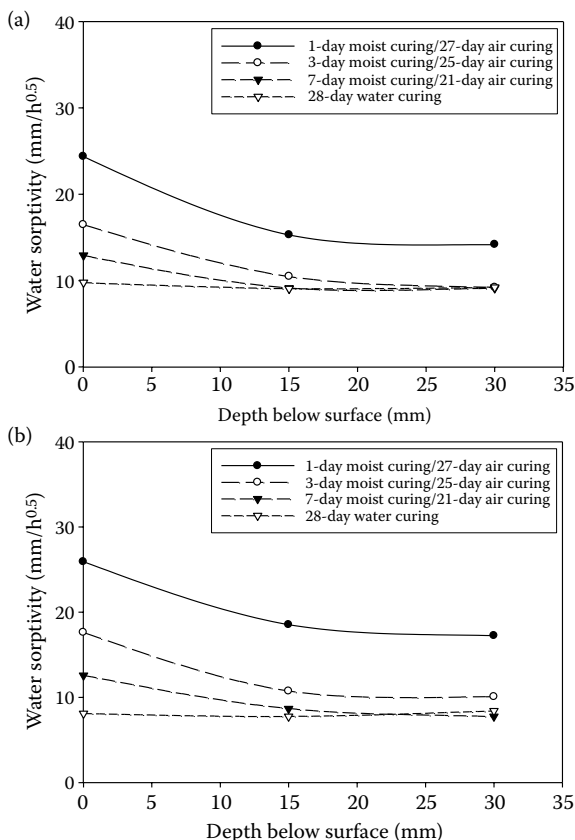 (a)
40
30
20
10
0
Water sorptivity (mm/h0.5)
1-day moist curing/27-day air curing
3-day moist curing/25-day air curing
7-day moist curing/21-day air curing
28-day water curing
0 5 10 15 20 25 30 35
Depth below surface (mm)
(b)
40
30
20
10
0
Water sorptivity (mm/h0.5)
1-day moist curing/27-day air curing
3-day moist curing/25-day air curing
7-day moist curing/21-day air curing
28-day water curing
0 5 10 15 20 25 30 35
Depth below surface (mm)